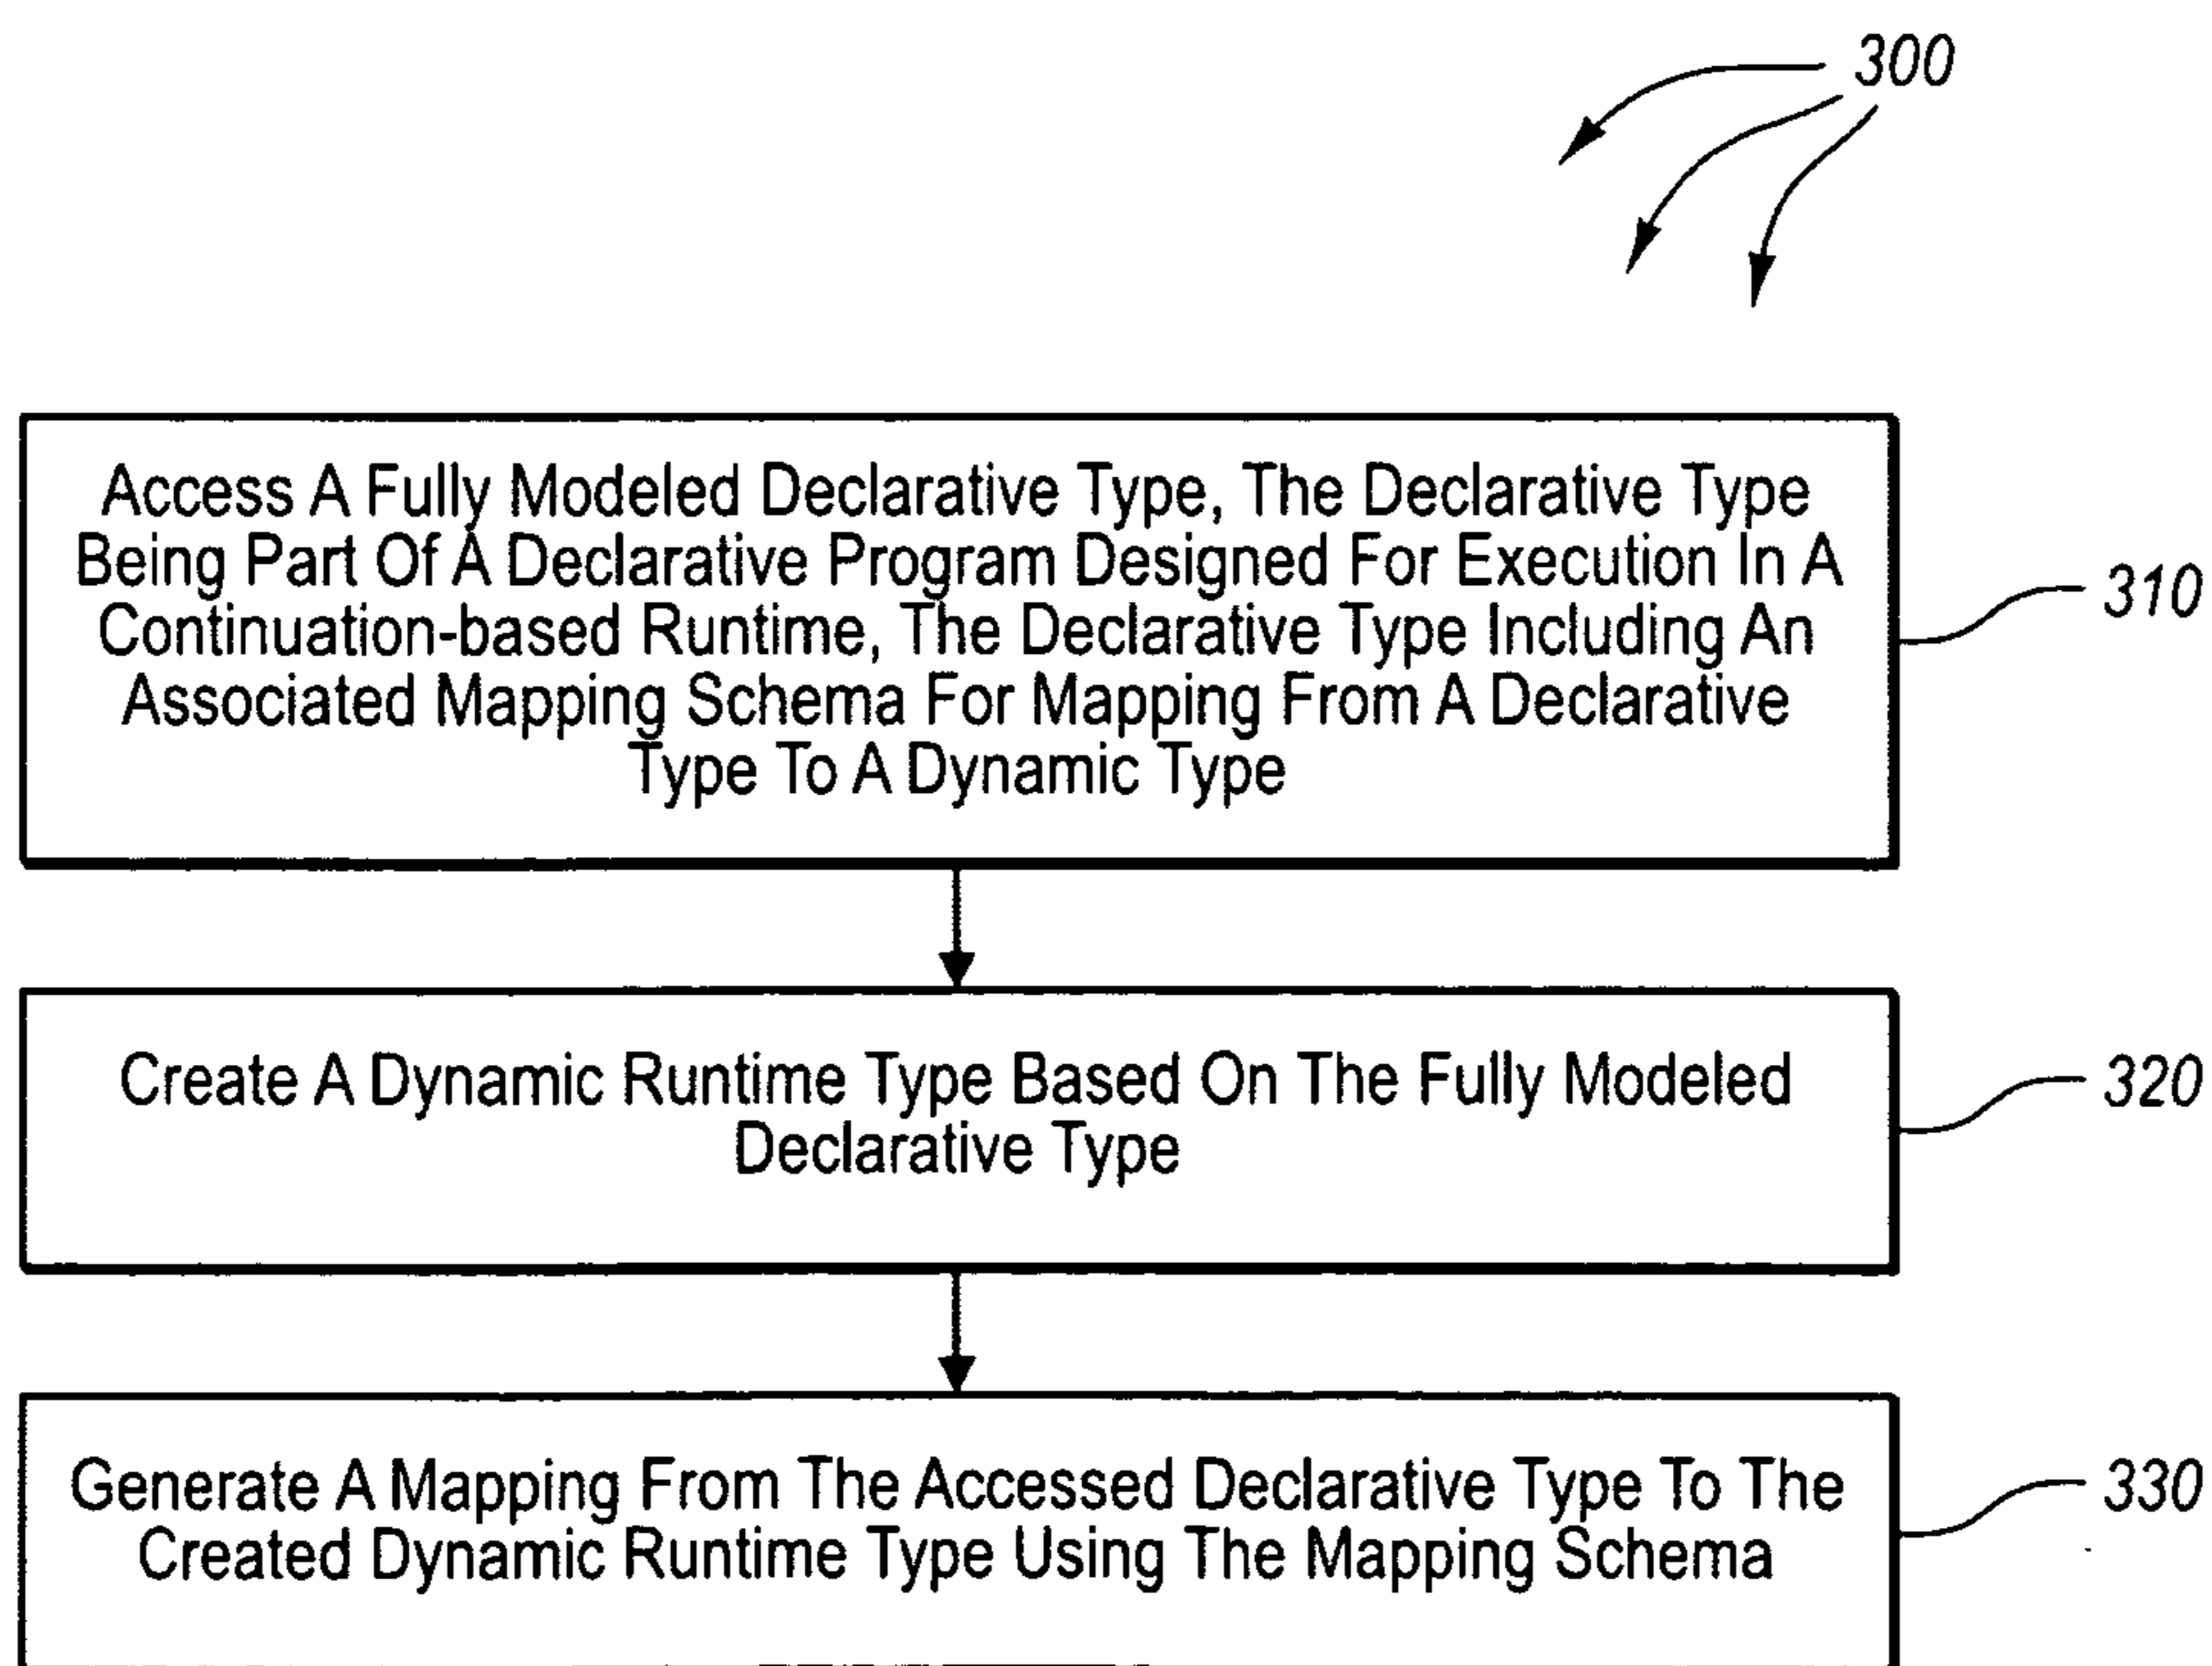 300
Access A Fully Modeled Declarative Type, The Declarative Type
Being Part Of A Declarative Program Designed For Execution In A
Continuation-based Runtime, The Declarative Type Including An
Associated Mapping Schema For Mapping From A Declarative
Type To A Dynamic Type
310
Create A Dynamic Runtime Type Based On The Fully Modeled
Declarative Type
320
Generate A Mapping From The Accessed Declarative Type To The
Created Dynamic Runtime Type Using The Mapping Schema
330